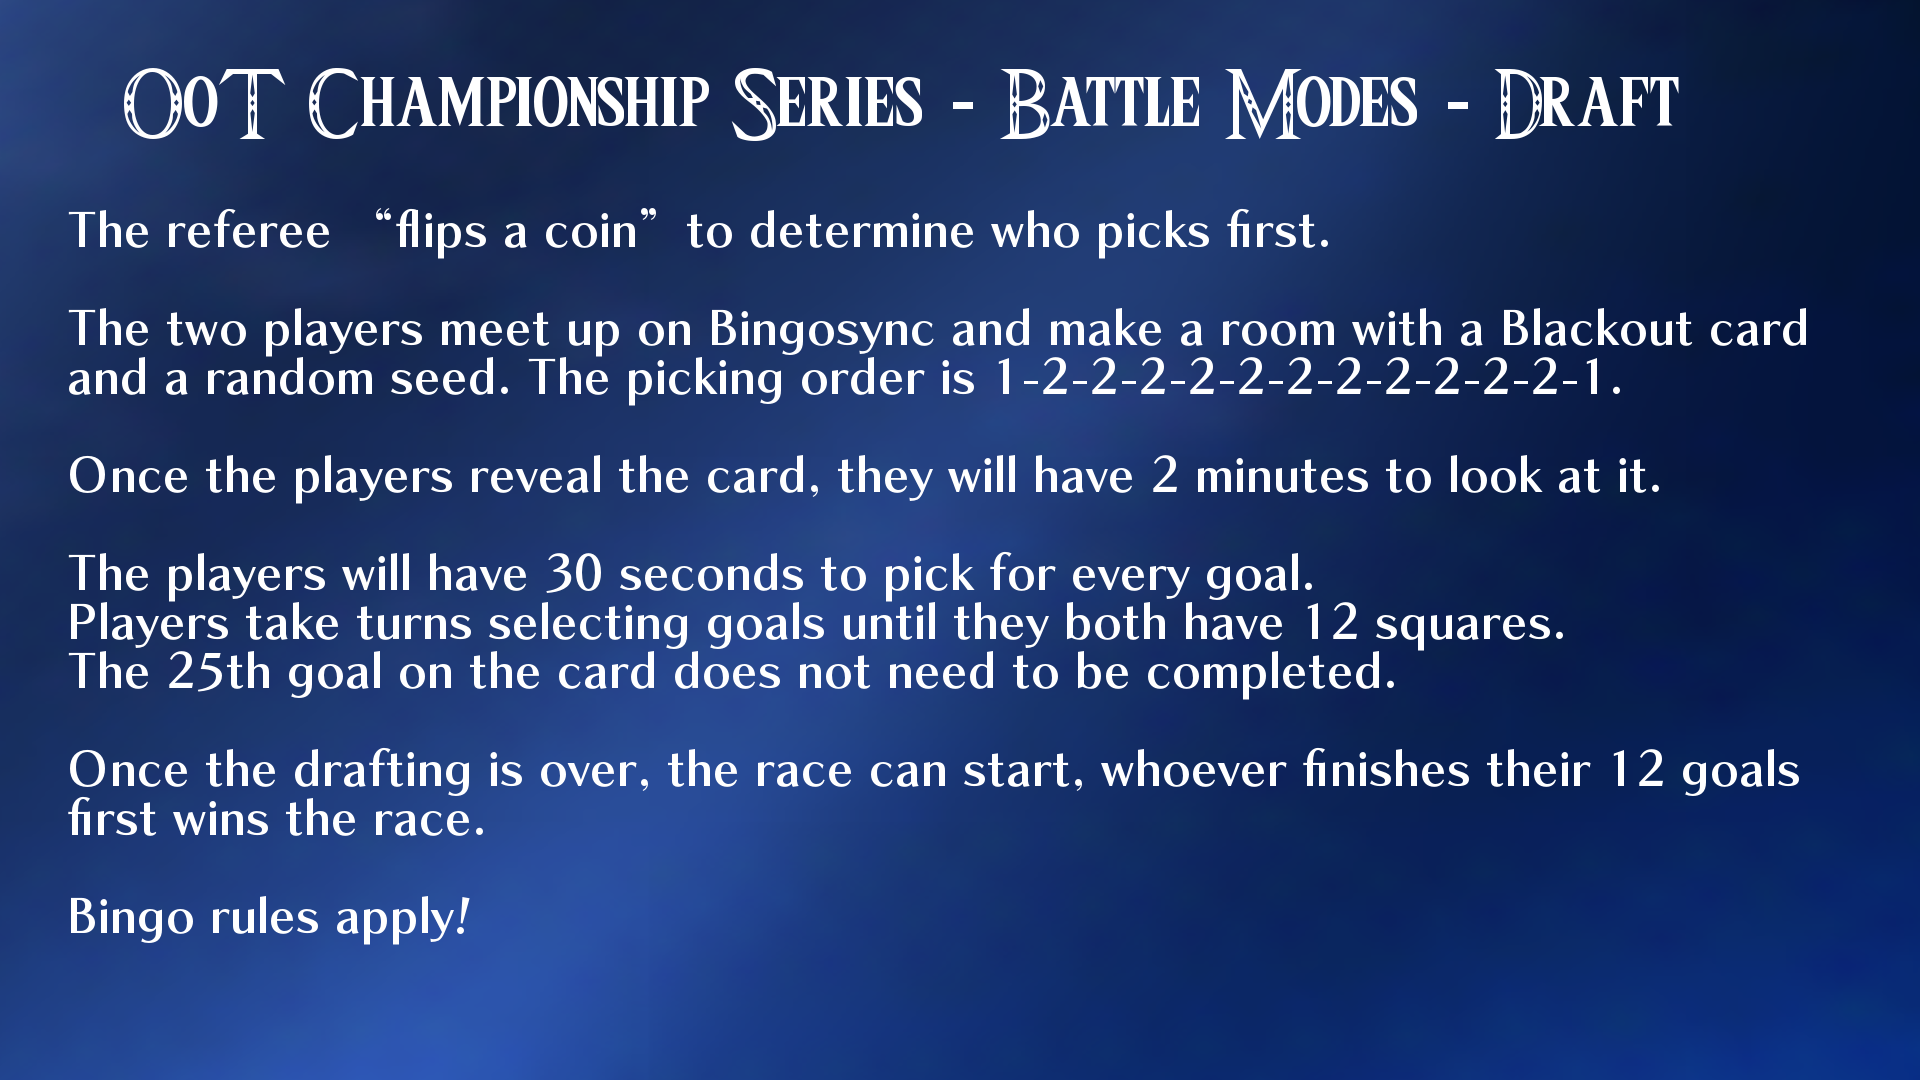 OoT Championship Series - Battle Modes - Draft
The referee “flips a coin” to determine who picks first.
The two players meet up on Bingosync and make a room with a Blackout card
and a random seed. The picking order is 1-2-2-2-2-2-2-2-2-2-2-2-1.
Once the players reveal the card, they will have 2 minutes to look at it.
The players will have 30 seconds to pick for every goal.
Players take turns selecting goals until they both have 12 squares.
The 25th goal on the card does not need to be completed.
Once the drafting is over, the race can start, whoever finishes their 12 goals
first wins the race.
Bingo rules apply!